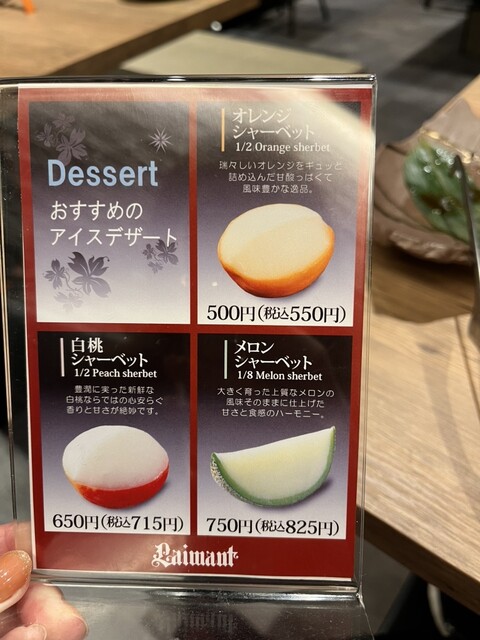 Dessert
おすすめの
アイスデザート
オレンジ
シャーベット
1/2 Orange sherbet
瑞々しいオレンジをギュッと
詰め込んだ甘酸っぱくて
風味豊かな逸品。
500円(税込550円)
白桃
シャーベット
1/2 Peach sherbet
豊潤に実った新鮮な
白桃ならではの心安らぐ
香りと甘さが絶妙です。
650円(税込715円)
メロン
シャーベット
1/8 Melon sherbet
大きく育った上質なメロンの
風味そのままに仕上げた
甘さと食感のハーモニー。
750円(税込825円)
Paimant